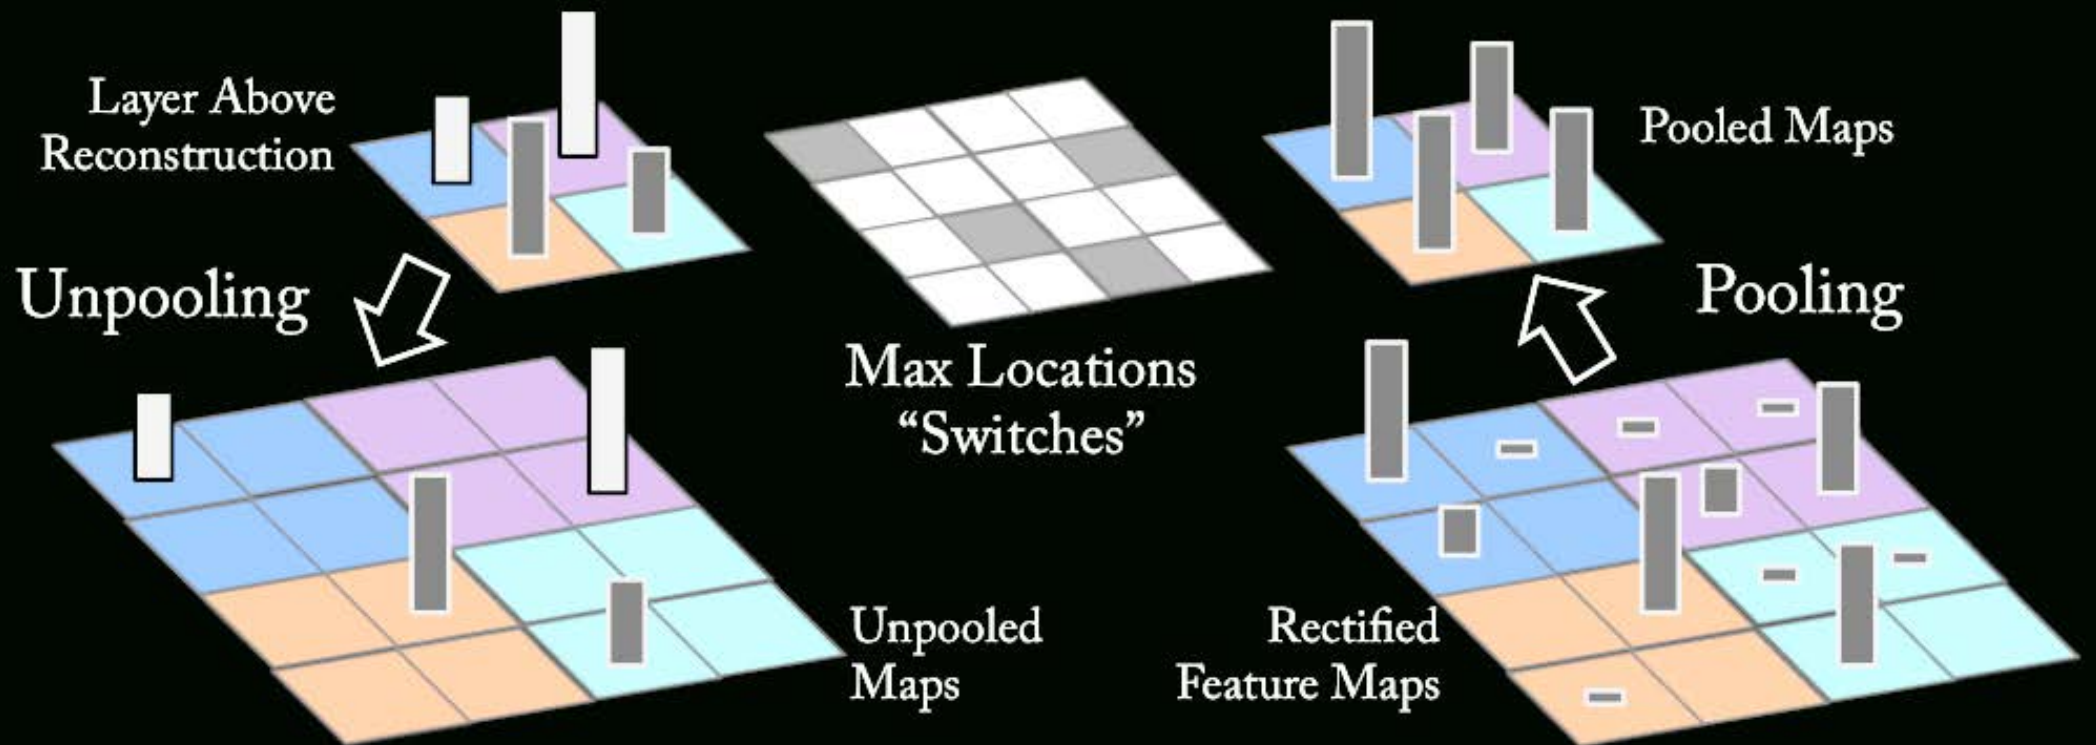 Layer Above
Reconstruction
Pooled Maps
Unpooling
Pooling
Max Locations
“Switches”
Unpooled
Maps
Rectified
Feature Maps